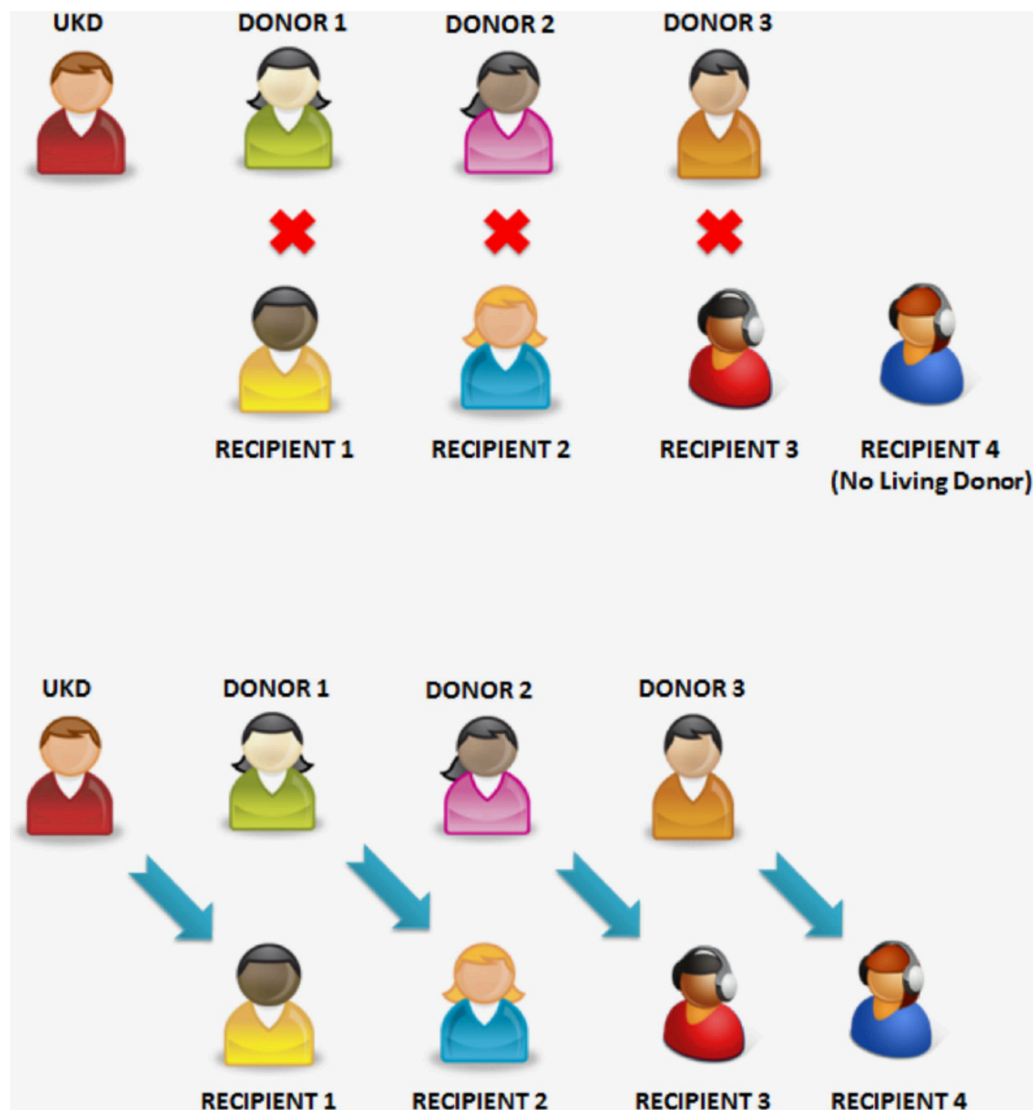 UKD DONOR 1 DONOR 2 DONOR 3
RECIPIENT 1 RECIPIENT 2 RECIPIENT 3 RECIPIENT 4
(No Living Donor)
UKD DONOR 1 DONOR 2 DONOR 3
RECIPIENT 1 RECIPIENT 2 RECIPIENT 3 RECIPIENT 4